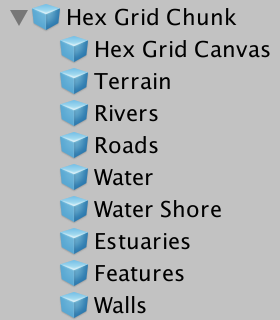 Hex Grid Chunk
Hex Grid Canvas
Terrain
Rivers
Roads
Water
Water Shore
Estuaries
Features
Walls